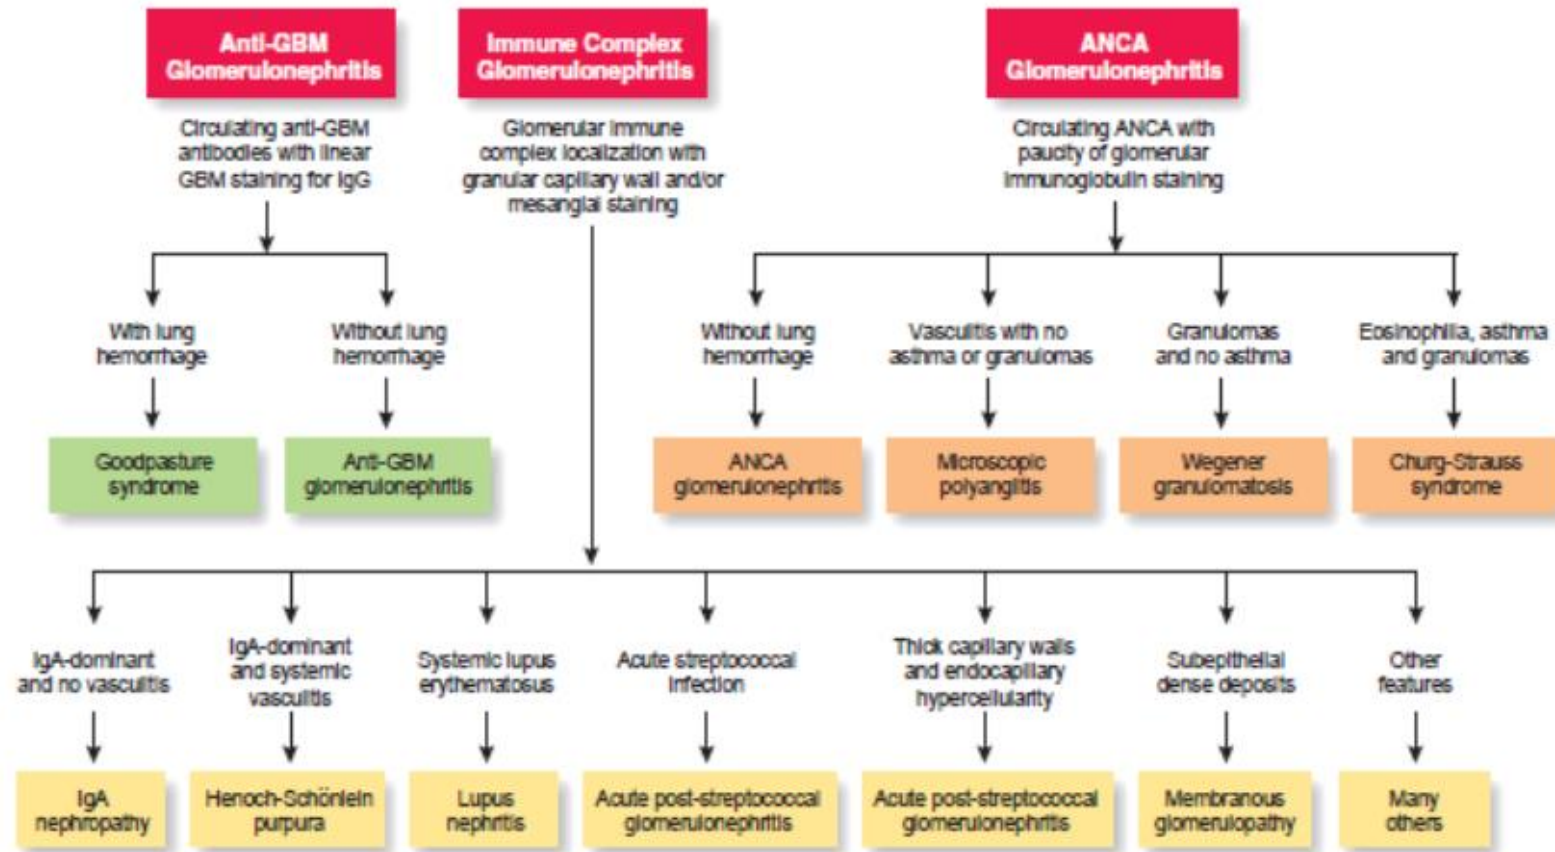 Anti-GBM
Glomerulonephritis
Circulating anti-GBM
antibodies with linear
GBM staining for IgG
With lung
hemorrhage
Goodpasture
syndrome
Without lung
hemorrhage
Anti-GBM
glomerulonephritis
Immune Complex
Glomerulonephritis
Glomerular immune
complex localization with
granular capillary wall and/or
mesangial staining
ANCA
Glomerulonephritis
Circulating ANCA with
paucity of glomerular
immunoglobulin staining
Without lung
hemorrhage
ANCA
glomerulonephritis
Vasculitis with no
asthma or granulomas
Microscopic
polyangiitis
Granulomas
and no asthma
Wegener
granulomatosis
Eosinophilia, asthma
and granulomas
Churg-Strauss
syndrome
IgA-dominant
and no vasculitis
IgA
nephropathy
IgA-dominant
and systemic
vasculitis
Henoch-Schönlein
purpura
Systemic lupus
erythematosus
Lupus
nephritis
Acute streptococcal
infection
Acute post-streptococcal
glomerulonephritis
Thick capillary walls
and endocapillary
hypercellularity
Acute post-streptococcal
glomerulonephritis
Subepithelial
dense deposits
Membranous
glomerulopathy
Other
features
Many
others